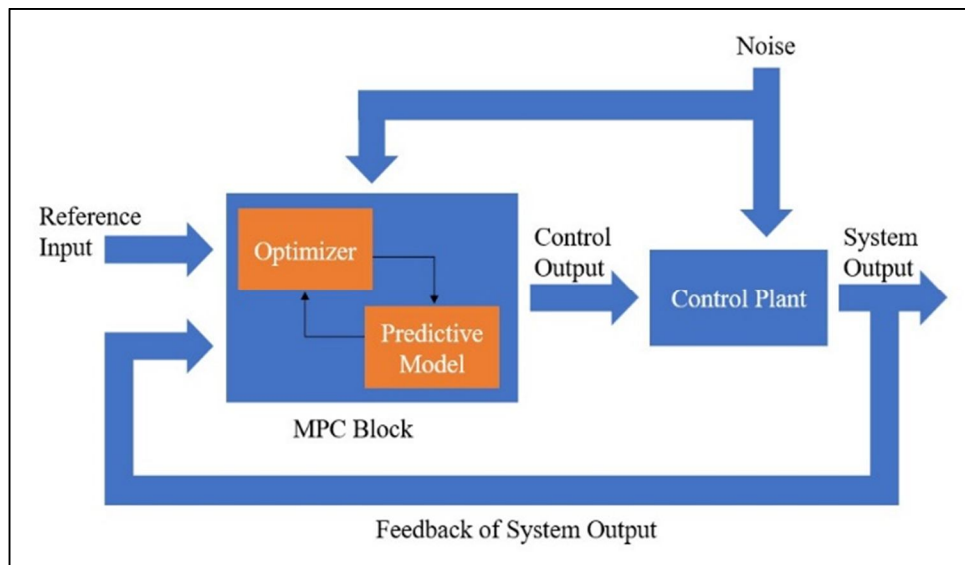 Noise
Reference
Input
Optimizer
Predictive
Model
MPC Block
Control
Output
Control Plant
System
Output
Feedback of System Output